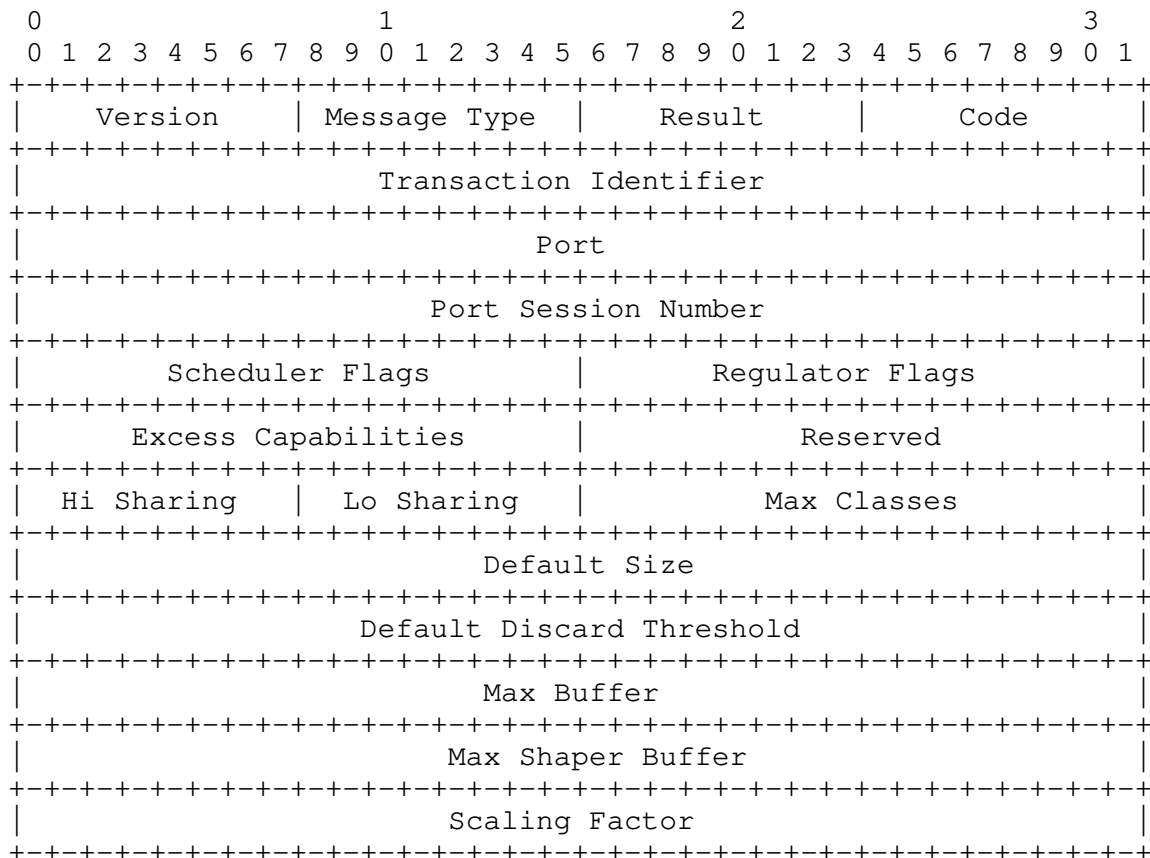 0                   1                   2                   3
 0 1 2 3 4 5 6 7 8 9 0 1 2 3 4 5 6 7 8 9 0 1 2 3 4 5 6 7 8 9 0 1
+-+-+-+-+-+-+-+-+-+-+-+-+-+-+-+-+-+-+-+-+-+-+-+-+-+-+-+-+-+-+-+-+
|    Version    | Message Type  |    Result     |     Code      |
+-+-+-+-+-+-+-+-+-+-+-+-+-+-+-+-+-+-+-+-+-+-+-+-+-+-+-+-+-+-+-+-+
|                    Transaction Identifier                     |
+-+-+-+-+-+-+-+-+-+-+-+-+-+-+-+-+-+-+-+-+-+-+-+-+-+-+-+-+-+-+-+-+
|                             Port                              |
+-+-+-+-+-+-+-+-+-+-+-+-+-+-+-+-+-+-+-+-+-+-+-+-+-+-+-+-+-+-+-+-+
|                       Port Session Number                     |
+-+-+-+-+-+-+-+-+-+-+-+-+-+-+-+-+-+-+-+-+-+-+-+-+-+-+-+-+-+-+-+-+
|        Scheduler Flags        |       Regulator Flags         |
+-+-+-+-+-+-+-+-+-+-+-+-+-+-+-+-+-+-+-+-+-+-+-+-+-+-+-+-+-+-+-+-+
|      Excess Capabilities      |            Reserved           |
+-+-+-+-+-+-+-+-+-+-+-+-+-+-+-+-+-+-+-+-+-+-+-+-+-+-+-+-+-+-+-+-+
|  Hi Sharing   |  Lo Sharing   |          Max Classes          |
+-+-+-+-+-+-+-+-+-+-+-+-+-+-+-+-+-+-+-+-+-+-+-+-+-+-+-+-+-+-+-+-+
|                          Default Size                         |
+-+-+-+-+-+-+-+-+-+-+-+-+-+-+-+-+-+-+-+-+-+-+-+-+-+-+-+-+-+-+-+-+
|                   Default Discard Threshold                   |
+-+-+-+-+-+-+-+-+-+-+-+-+-+-+-+-+-+-+-+-+-+-+-+-+-+-+-+-+-+-+-+-+
|                          Max Buffer                           |
+-+-+-+-+-+-+-+-+-+-+-+-+-+-+-+-+-+-+-+-+-+-+-+-+-+-+-+-+-+-+-+-+
|                        Max Shaper Buffer                      |
+-+-+-+-+-+-+-+-+-+-+-+-+-+-+-+-+-+-+-+-+-+-+-+-+-+-+-+-+-+-+-+-+
|                        Scaling Factor                         |
+-+-+-+-+-+-+-+-+-+-+-+-+-+-+-+-+-+-+-+-+-+-+-+-+-+-+-+-+-+-+-+-+